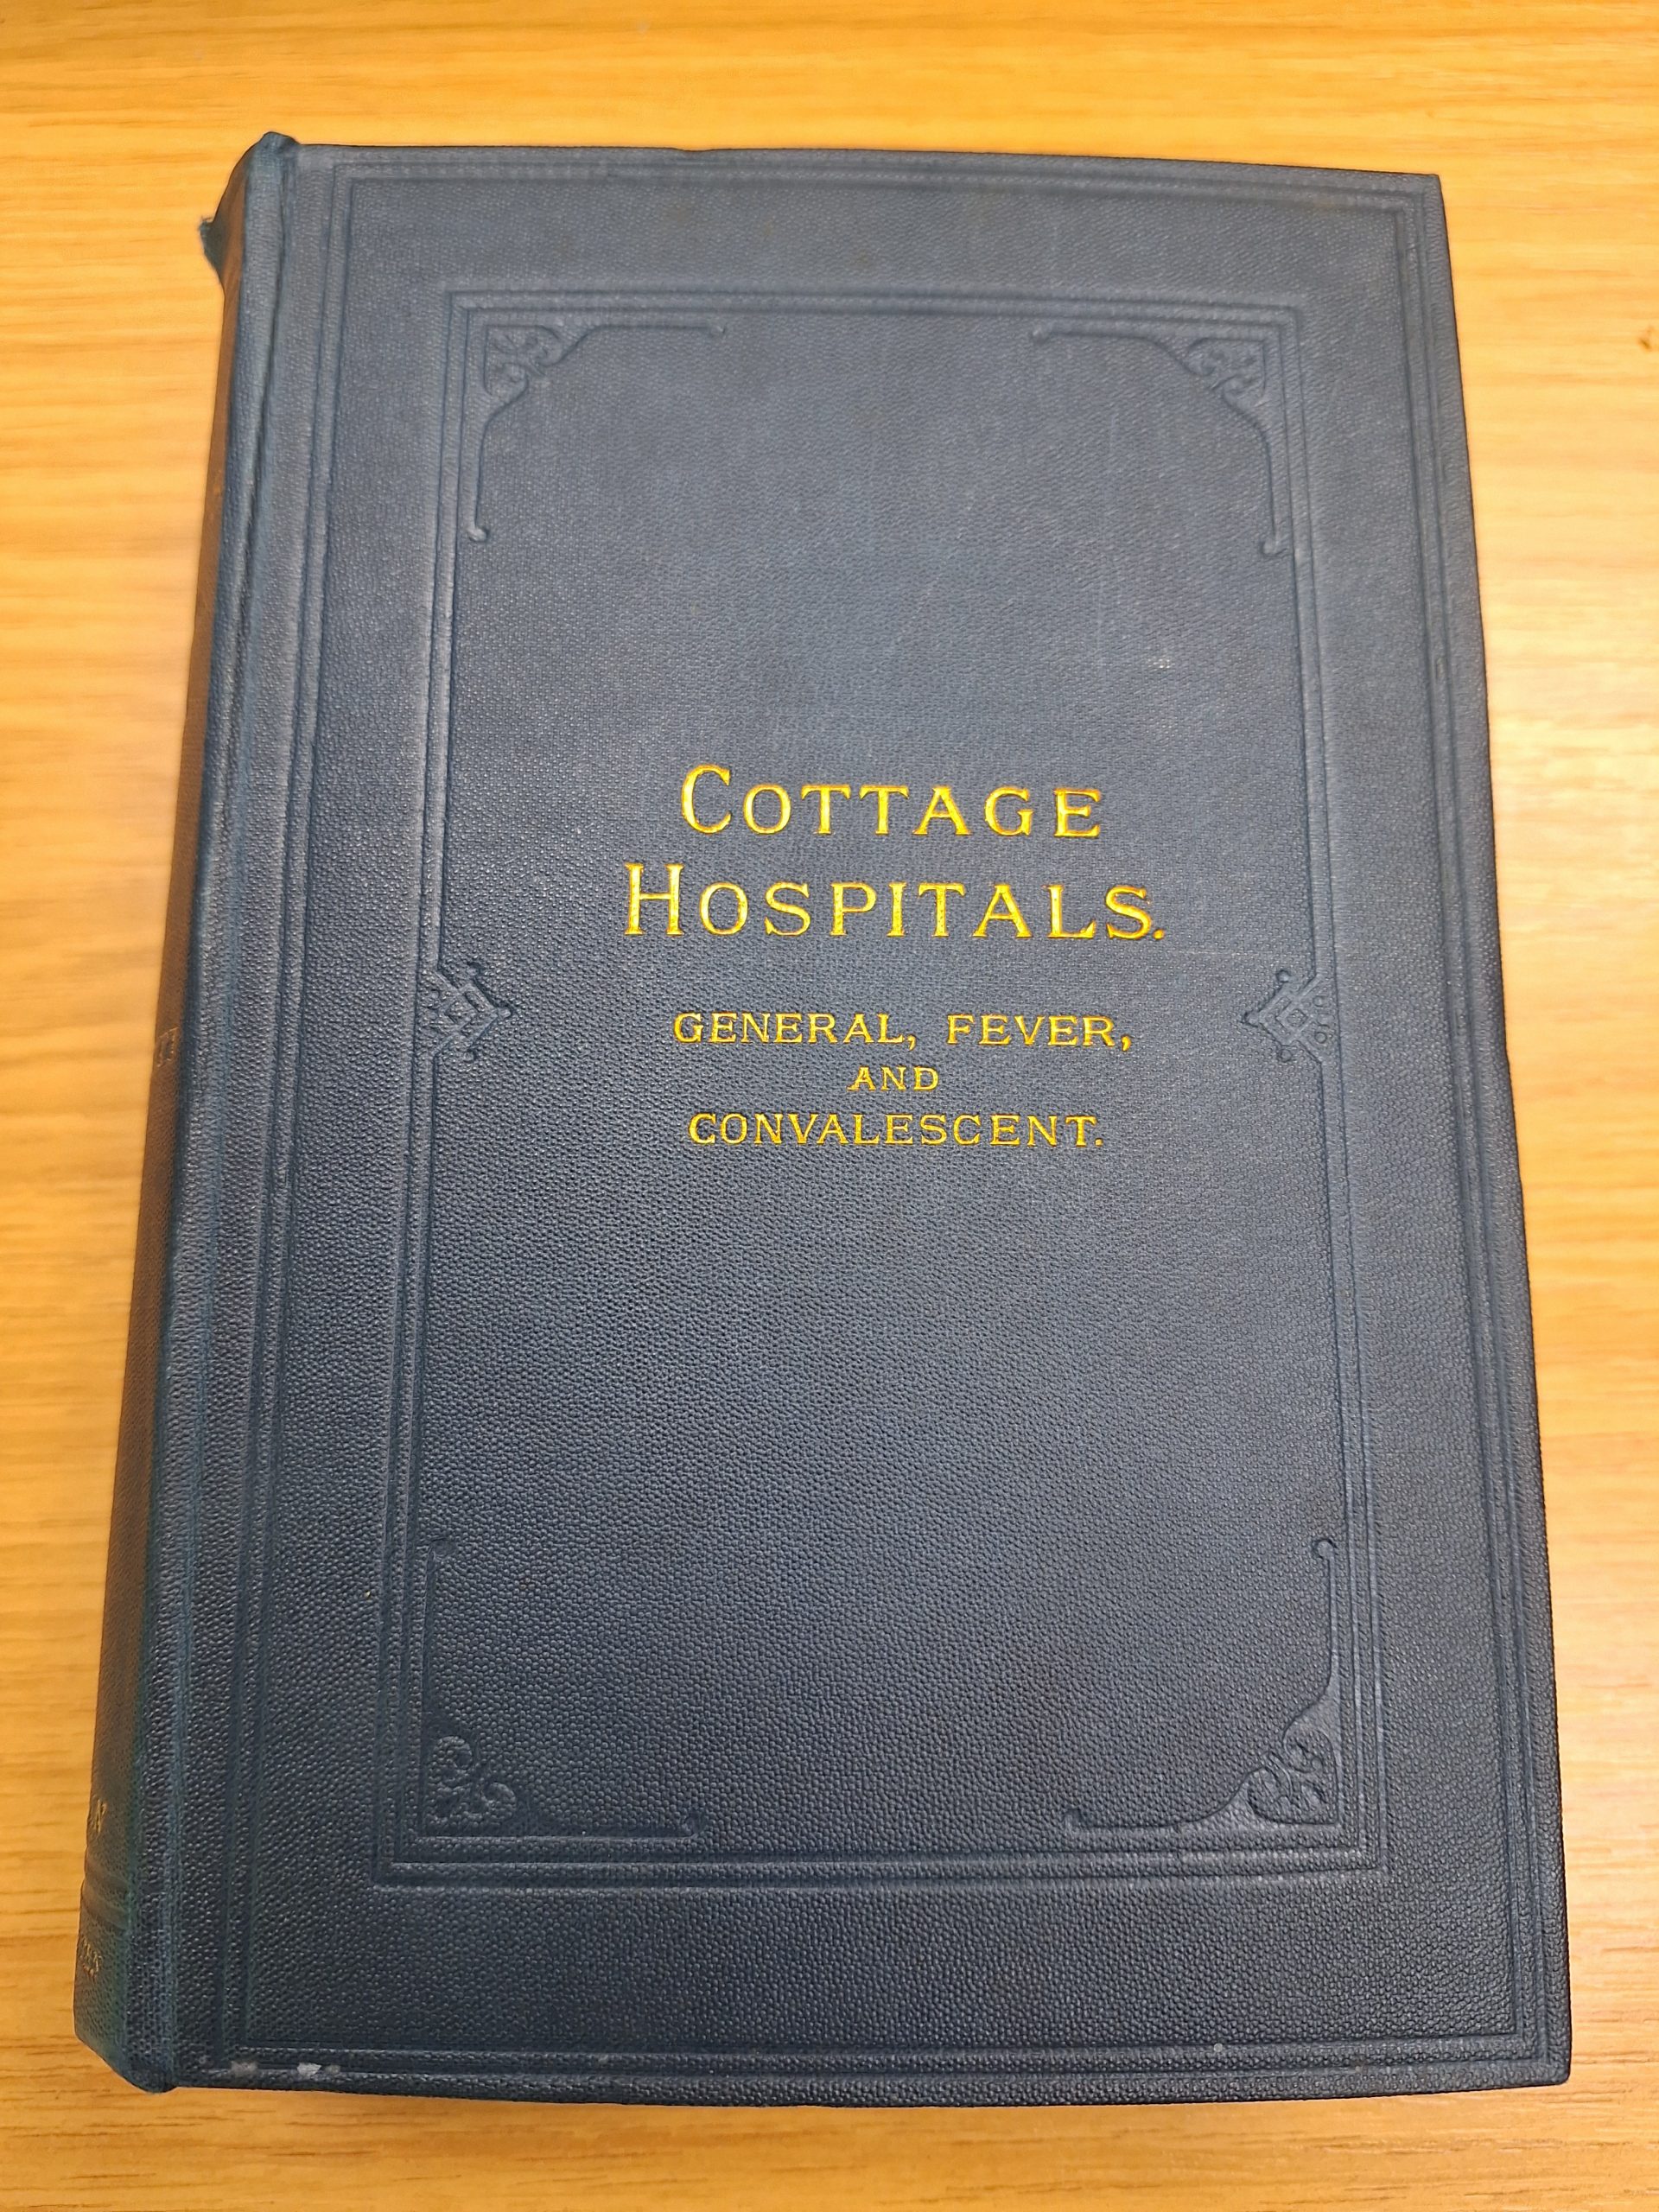 COTTAGE
HOSPITALS.
GENERAL, FEVER,
AND
CONVALESCENT.